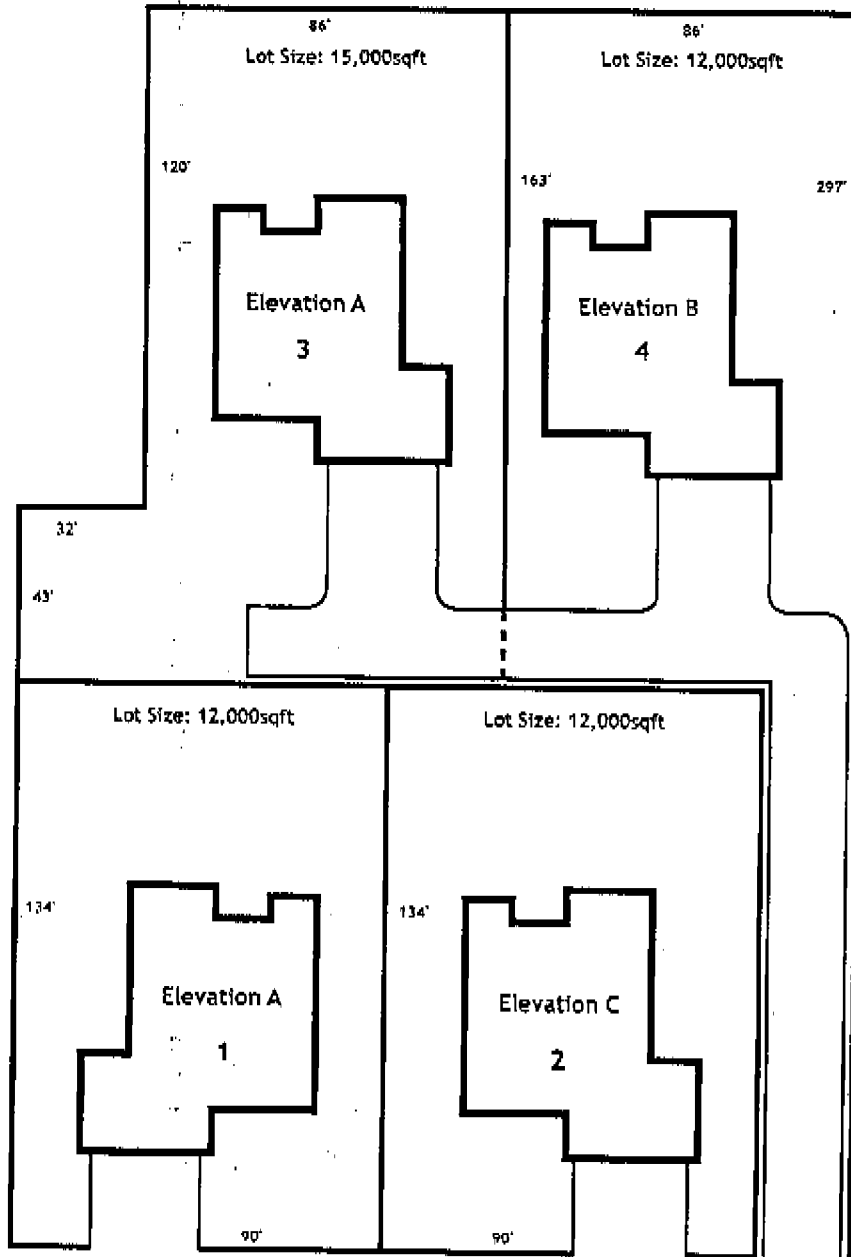 86'
86'
Lot Size: 15,000sqft
Lot Size: 12,000sqft
120'
163'
297'
Elevation A
3
Elevation B
4
32'
43'
Lot Size: 12,000sqft
Lot Size: 12,000sqft
134'
134'
Elevation A
1
Elevation C
2
90'
90'